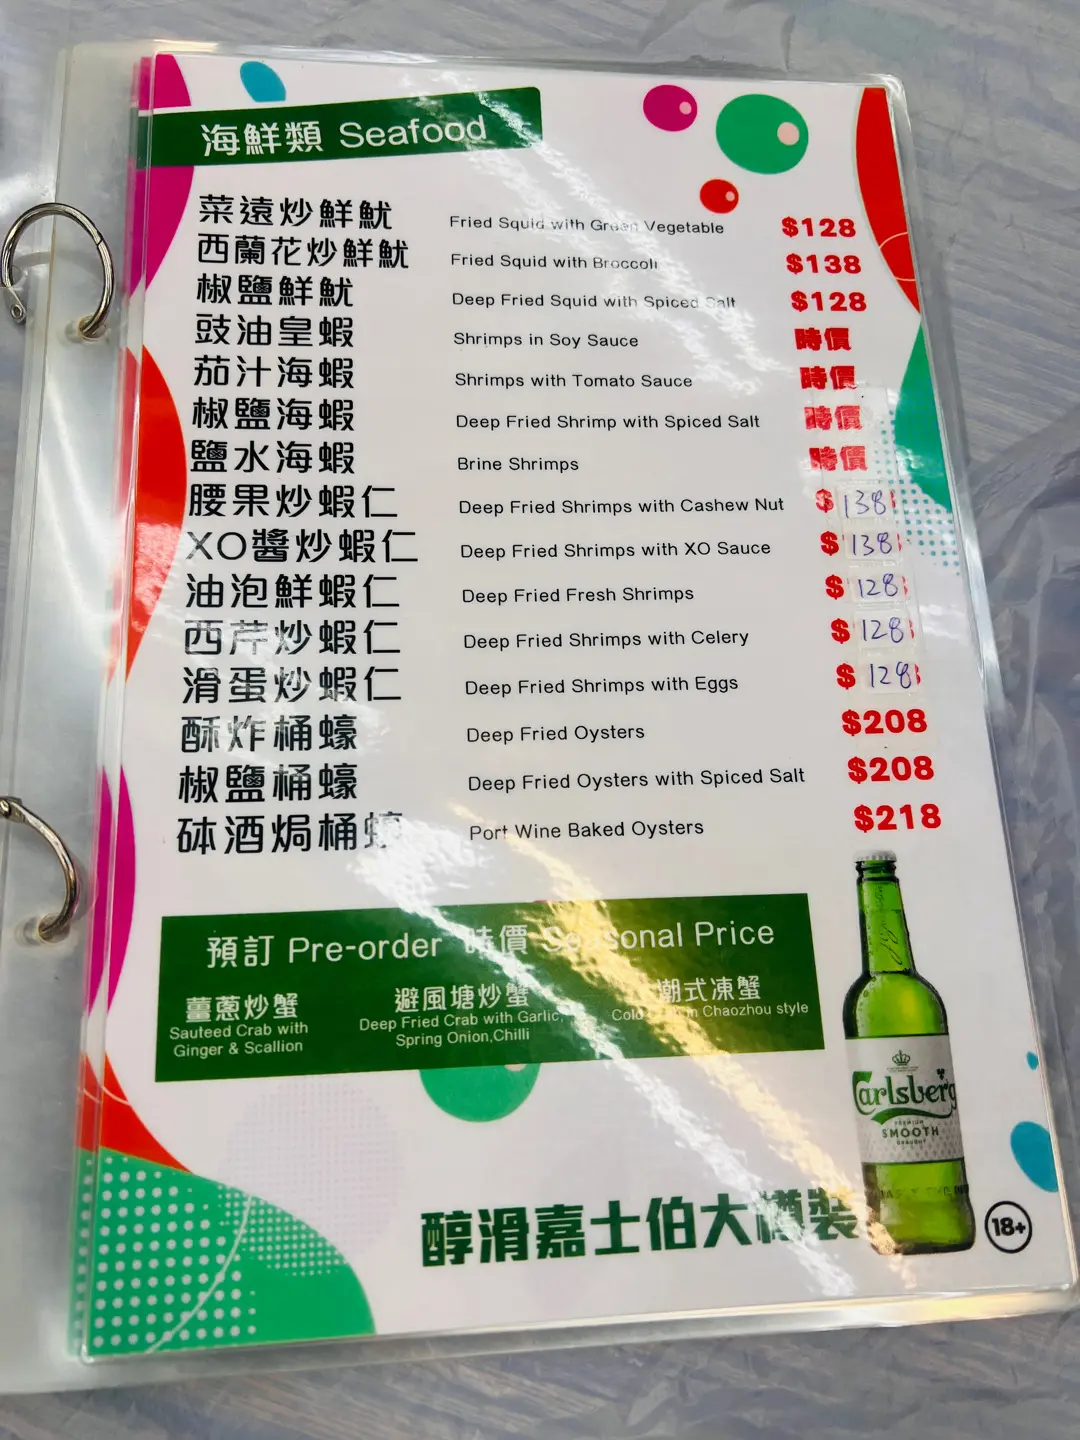 海鮮類 Seafood
菜遠炒鮮魷 Fried Squid with Green Vegetable $128
西蘭花炒鮮魷 Fried Squid with Broccoli $138
椒鹽鮮魷 Deep Fried Squid with Spiced Salt $128
豉油皇蝦 Shrimps in Soy Sauce 時價
茄汁海蝦 Shrimps with Tomato Sauce 時價
椒鹽海蝦 Deep Fried Shrimp with Spiced Salt 時價
鹽水海蝦 Brine Shrimps 時價
腰果炒蝦仁 Deep Fried Shrimps with Cashew Nut $138
XO醬炒蝦仁 Deep Fried Shrimps with XO Sauce $138
油泡鮮蝦仁 Deep Fried Fresh Shrimps $128
西芹炒蝦仁 Deep Fried Shrimps with Celery $128
滑蛋炒蝦仁 Deep Fried Shrimps with Eggs $128
酥炸桶蠔 Deep Fried Oysters $208
椒鹽桶蠔 Deep Fried Oysters with Spiced Salt $208
砵酒焗桶蠔 Port Wine Baked Oysters $218
預訂 Pre-order 時價 Seasonal Price
薑蔥炒蟹
Sauteed Crab with
Ginger & Scallion
避風塘炒蟹
Deep Fried Crab with Garlic,
Spring Onion,Chilli
潮式凍蟹
Cold Crab in Chaozhou style
Carlsberg
PREMIUM
SMOOTH
DRAUGHT
醇滑嘉士伯大樽裝
18+